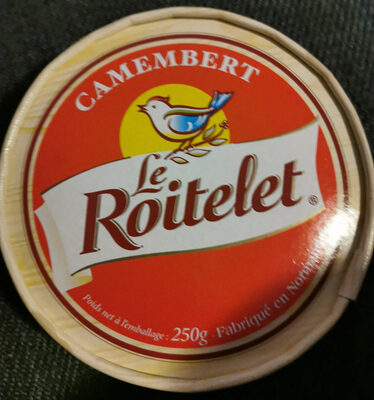 CAMEMBERT
Le
Roitelet ®
Poids net à l'emballage : 250g - Fabriqué en